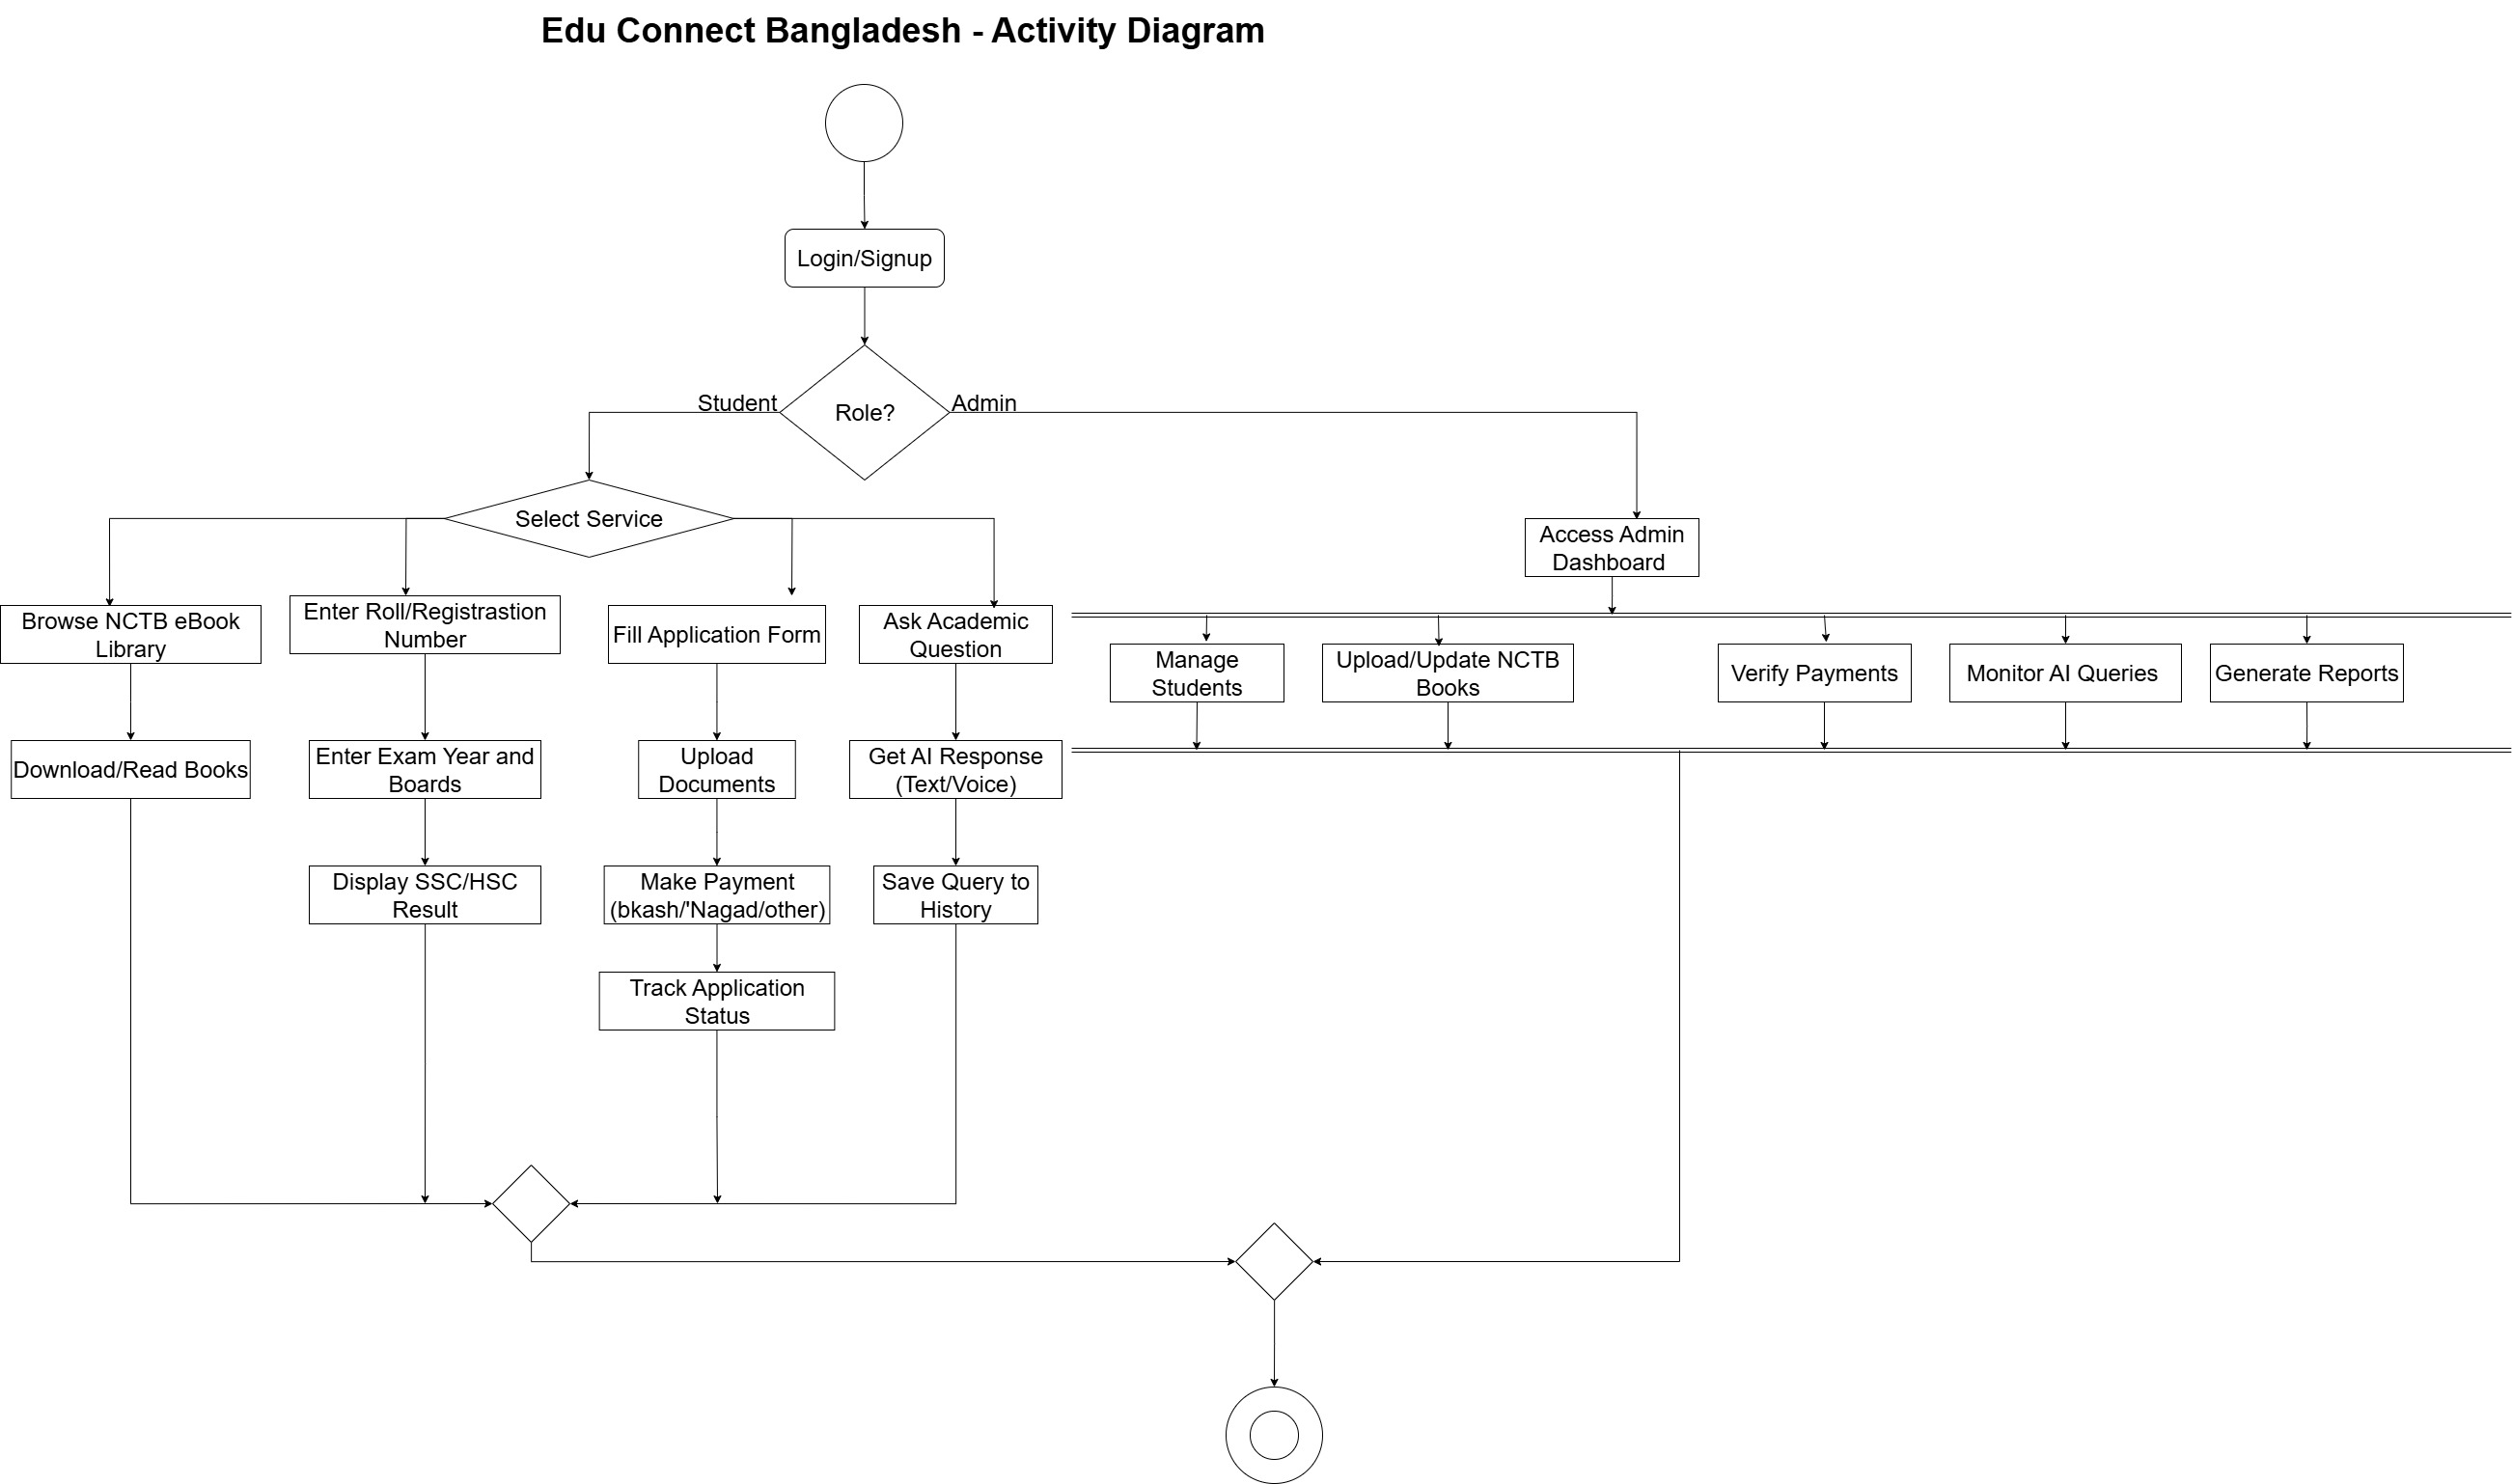 Edu Connect Bangladesh - Activity Diagram
Login/Signup
Student
Role?
Admin
Select Service
Access Admin
Dashboard
Browse NCTB eBook
Library
Enter Roll/Registrastion
Number
Fill Application Form
Ask Academic
Question
Manage
Students
Upload/Update NCTB
Books
Verify Payments
Monitor AI Queries
Generate Reports
Download/Read Books
Enter Exam Year and
Boards
Upload
Documents
Get AI Response
(Text/Voice)
Display SSC/HSC
Result
Make Payment
(bkash/'Nagad/other)
Save Query to
History
Track Application
Status